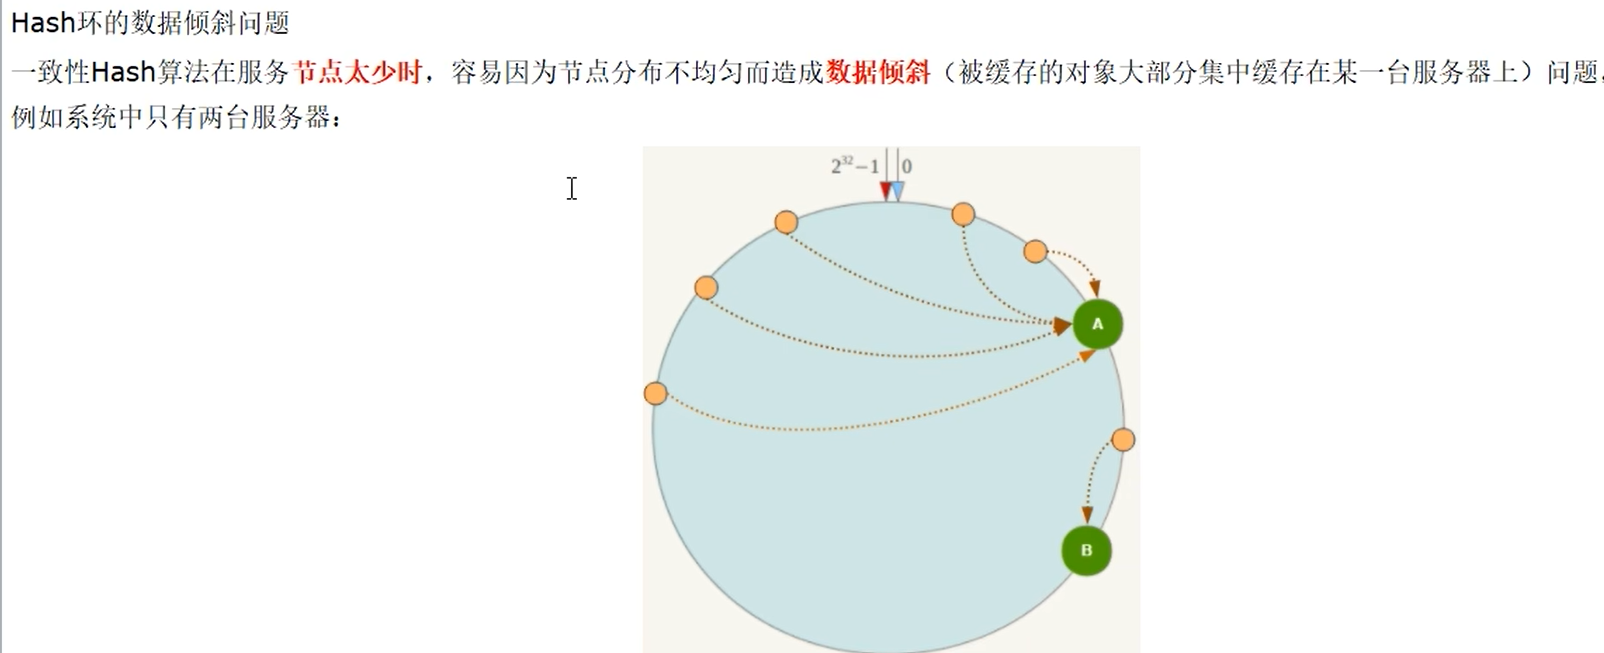 Hash环的数据倾斜问题
一致性Hash算法在服务节点太少时，容易因为节点分布不均匀而造成数据倾斜（被缓存的对象大部分集中缓存在某一台服务器上）问题，
例如系统中只有两台服务器：
2³²−1 0
A
B